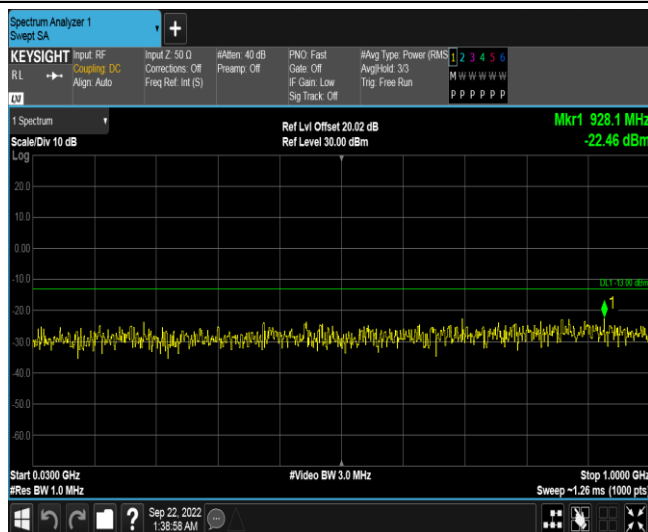 Spectrum Analyzer 1
Swept SA
+
KEYSIGHT
RL
LXI
Input: RF
Coupling: DC
Align: Auto
Input Z: 50 Ω
Corrections: Off
Freq Ref: Int (S)
#Atten: 40 dB
Preamp: Off
PNO: Fast
Gate: Off
IF Gain: Low
Sig Track: Off
#Avg Type: Power (RMS
Avg|Hold: 3/3
Trig: Free Run
1 2 3 4 5 6
M W W W W W
P P P P P P
1 Spectrum
Scale/Div 10 dB
Ref Lvl Offset 20.02 dB
Ref Level 30.00 dBm
Mkr1 928.1 MHz
-22.46 dBm
Log
20.0
10.0
0.00
-10.0
DL1 -13.00 dBm
1
-20.0
-30.0
-40.0
-50.0
-60.0
Start 0.0300 GHz
#Res BW 1.0 MHz
#Video BW 3.0 MHz
Stop 1.0000 GHz
Sweep ~1.26 ms (1000 pts)
?
Sep 22, 2022
1:38:58 AM